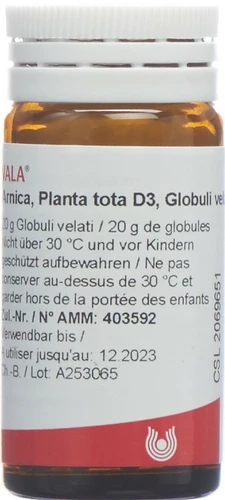 WALA®
Arnica, Planta tota D3, Globuli vel
20 g Globuli velati / 20 g de globules
Nicht über 30 °C und vor Kindern
geschützt aufbewahren / Ne pas
conserver au-dessus de 30 °C et
garder hors de la portée des enfants
Zul.-Nr. / N° AMM: 403592
Verwendbar bis /
A utiliser jusqu'au: 12.2023
Ch.-B. / Lot: A253065
CSL 2069651